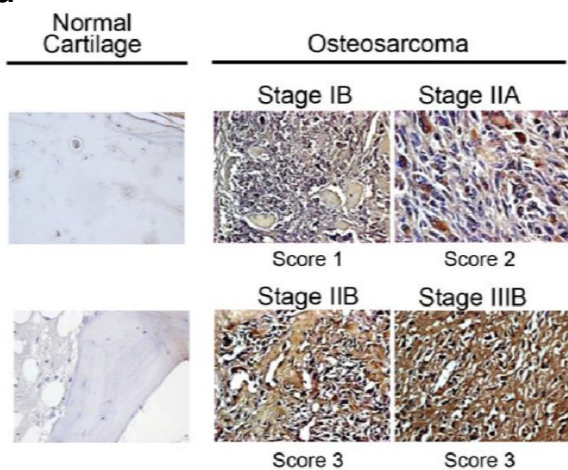 Normal
Cartilage
Osteosarcoma
Stage IB
Stage IIA
Score 1
Score 2
Stage IIB
Stage IIIB
Score 3
Score 3